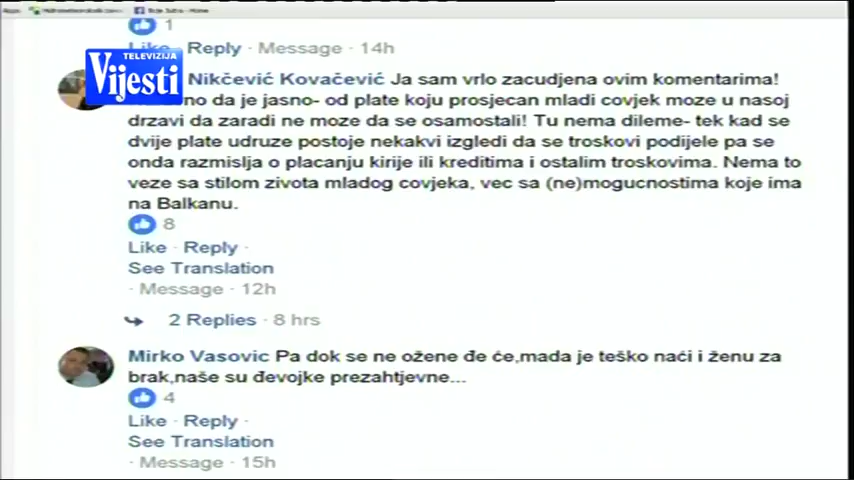 1
Like · Reply · Message · 14h
TELEVIZIJA
Vijesti
Nikčević Kovačević Ja sam vrlo zacudjena ovim komentarima!
no da je jasno- od plate koju prosjecan mladi covjek moze u nasoj
drzavi da zaradi ne moze da se osamostali! Tu nema dileme- tek kad se
dvije plate udruze postoje nekakvi izgledi da se troskovi podijele pa se
onda razmislja o placanju kirije ili kreditima i ostalim troskovima. Nema to
veze sa stilom zivota mladog covjeka, vec sa (ne)mogucnostima koje ima
na Balkanu.
8
Like · Reply ·
See Translation
· Message · 12h
2 Replies · 8 hrs
Mirko Vasovic Pa dok se ne ožene đe će,mada je teško naći i ženu za
brak,naše su đevojke prezahtjevne...
4
Like · Reply ·
See Translation
· Message · 15h